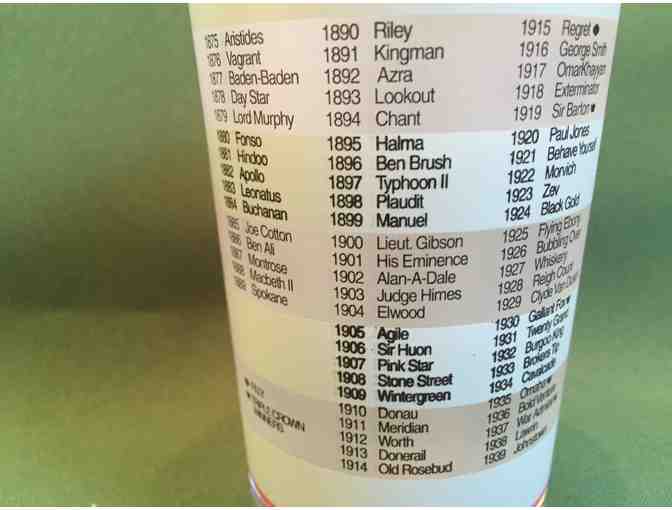 1875 Aristides
1876 Vagrant
1877 Baden-Baden
1878 Day Star
1879 Lord Murphy
1880 Fonso
1881 Hindoo
1882 Apollo
1883 Leonatus
1884 Buchanan
1885 Joe Cotton
1886 Ben Ali
1887 Montrose
1888 Macbeth II
1889 Spokane
● FILLY
★ TRIPLE CROWN
WINNERS
1890 Riley
1891 Kingman
1892 Azra
1893 Lookout
1894 Chant
1895 Halma
1896 Ben Brush
1897 Typhoon II
1898 Plaudit
1899 Manuel
1900 Lieut. Gibson
1901 His Eminence
1902 Alan-A-Dale
1903 Judge Himes
1904 Elwood
1905 Agile
1906 Sir Huon
1907 Pink Star
1908 Stone Street
1909 Wintergreen
1910 Donau
1911 Meridian
1912 Worth
1913 Donerail
1914 Old Rosebud
1915 Regret ●
1916 George Smith
1917 OmarKhayyam
1918 Exterminator
1919 Sir Barton ★
1920 Paul Jones
1921 Behave Yourself
1922 Morvich
1923 Zev
1924 Black Gold
1925 Flying Ebony
1926 Bubbling Over
1927 Whiskery
1928 Reigh Count
1929 Clyde Van Dusen
1930 Gallant Fox ★
1931 Twenty Grand
1932 Burgoo King
1933 Brokers Tip
1934 Cavalcade
1935 Omaha ★
1936 Bold Venture
1937 War Admiral ★
1938 Lawrin
1939 Johnstown